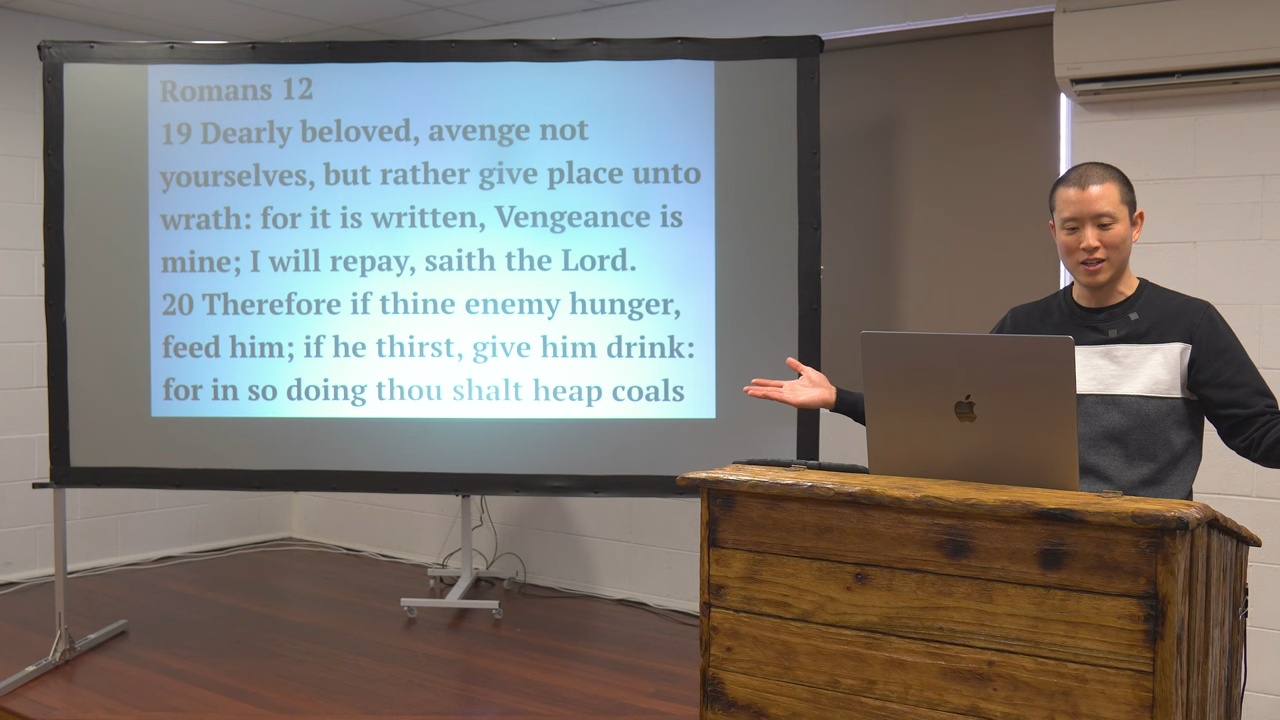 Romans 12
19 Dearly beloved, avenge not
yourselves, but rather give place unto
wrath: for it is written, Vengeance is
mine; I will repay, saith the Lord.
20 Therefore if thine enemy hunger,
feed him; if he thirst, give him drink:
for in so doing thou shalt heap coals